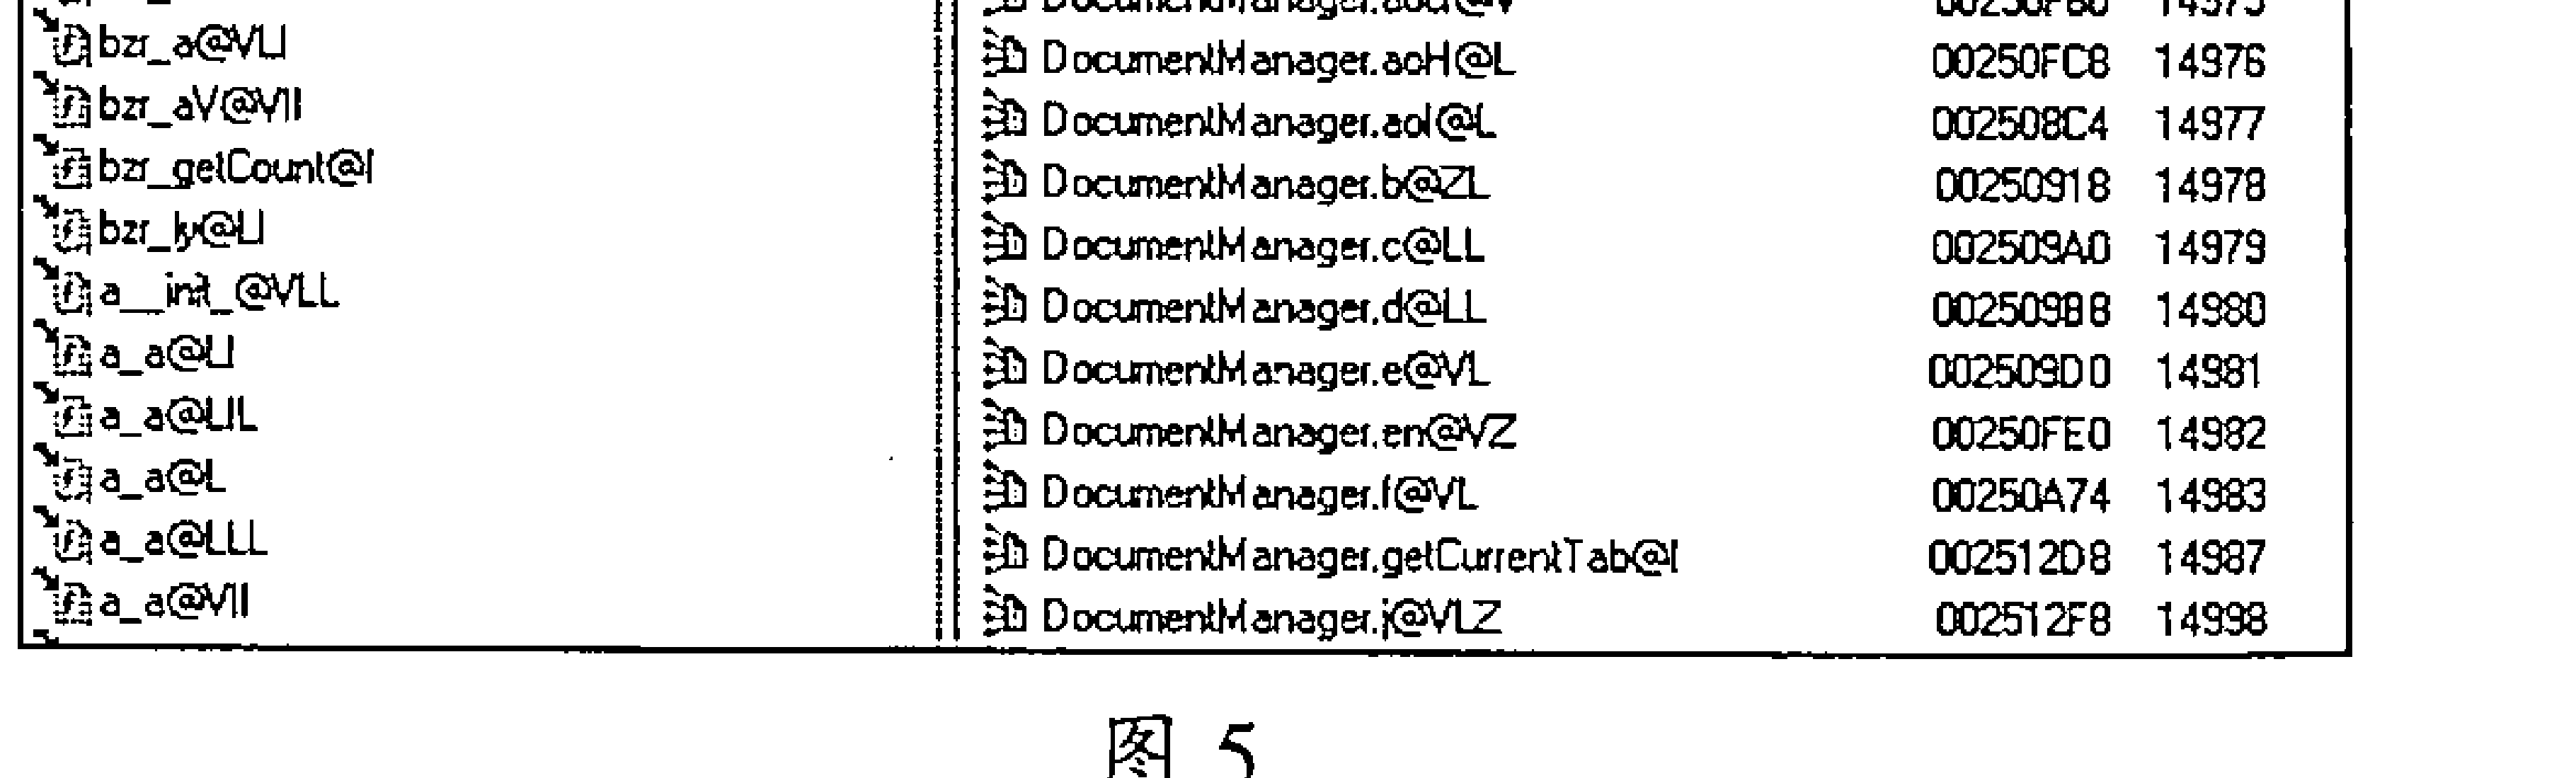 bzr_a@VLI
bzr_aV@VII
bzr_getCount@I
bzr_ly@LI
a__init_@VLL
a_a@LI
a_a@LIL
a_a@L
a_a@LLL
a_a@VII
DocumentManager.aoH@L 00250FC8 14976
DocumentManager.aoI@L 002508C4 14977
DocumentManager.b@ZL 00250918 14978
DocumentManager.c@LL 002509A0 14979
DocumentManager.d@LL 002509B8 14980
DocumentManager.e@VL 002509D0 14981
DocumentManager.en@VZ 00250FE0 14982
DocumentManager.f@VL 00250A74 14983
DocumentManager.getCurrentTab@I 002512D8 14987
DocumentManager.j@VLZ 002512F8 14998
图 5